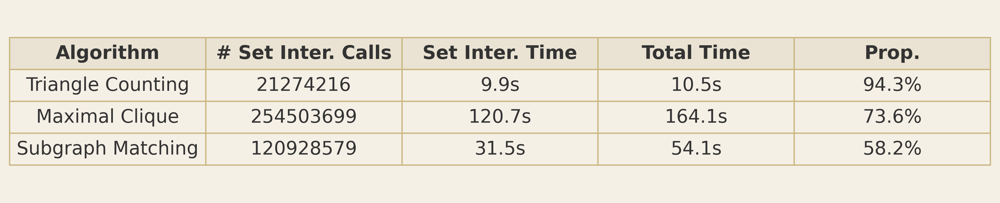 Algorithm # Set Inter. Calls Set Inter. Time Total Time Prop.
Triangle Counting 21274216 9.9s 10.5s 94.3%
Maximal Clique 254503699 120.7s 164.1s 73.6%
Subgraph Matching 120928579 31.5s 54.1s 58.2%